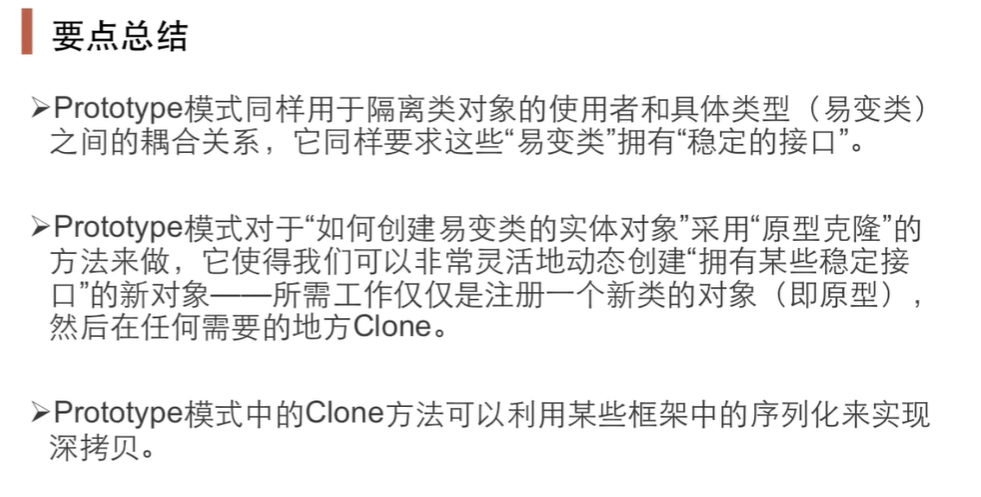 要点总结
➢Prototype模式同样用于隔离类对象的使用者和具体类型（易变类）
之间的耦合关系，它同样要求这些“易变类”拥有“稳定的接口”。
➢Prototype模式对于“如何创建易变类的实体对象”采用“原型克隆”的
方法来做，它使得我们可以非常灵活地动态创建“拥有某些稳定接
口”的新对象——所需工作仅仅是注册一个新类的对象（即原型），
然后在任何需要的地方Clone。
➢Prototype模式中的Clone方法可以利用某些框架中的序列化来实现
深拷贝。